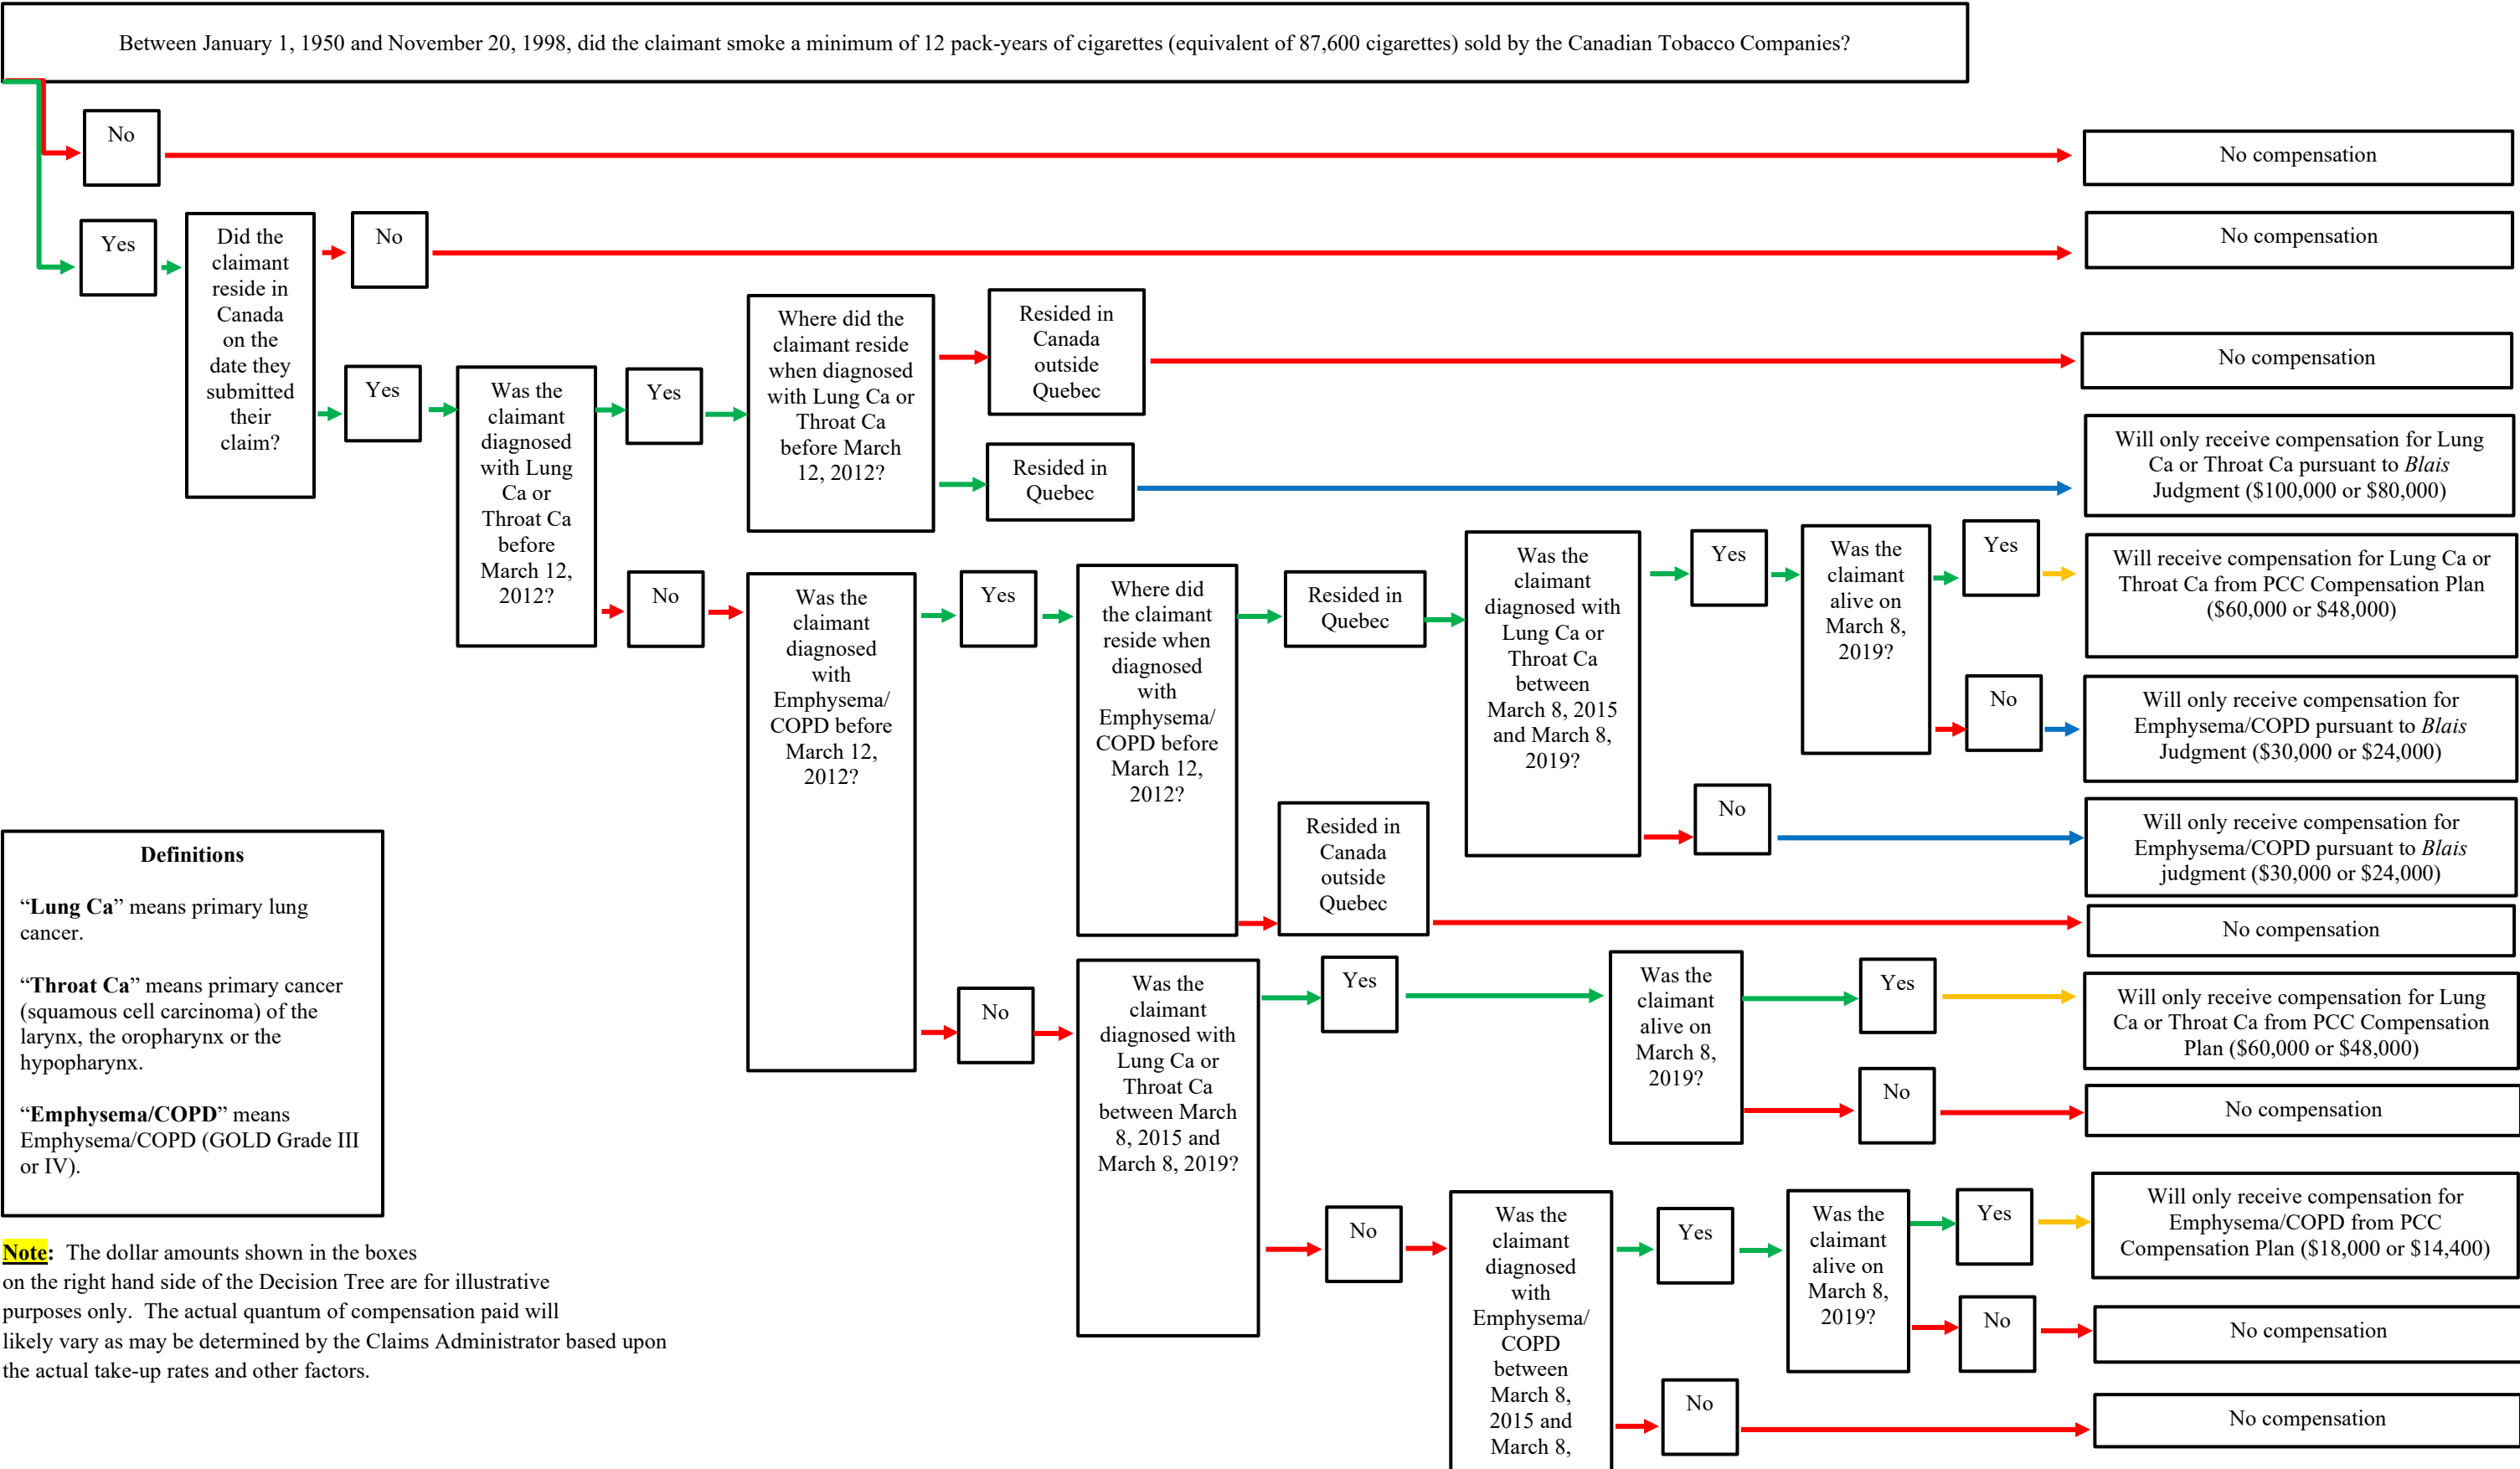 Between January 1, 1950 and November 20, 1998, did the claimant smoke a minimum of 12 pack-years of cigarettes (equivalent of 87,600 cigarettes) sold by the Canadian Tobacco Companies?
No
No compensation
Yes
Did the
claimant
reside in
Canada
on the
date they
submitted
their
claim?
No
No compensation
Yes
Was the
claimant
diagnosed
with Lung
Ca or
Throat Ca
before
March 12,
2012?
Yes
Where did the
claimant reside
when diagnosed
with Lung Ca or
Throat Ca
before March
12, 2012?
Resided in
Canada
outside
Quebec
No compensation
Resided in
Quebec
Will only receive compensation for Lung
Ca or Throat Ca pursuant to Blais
Judgment ($100,000 or $80,000)
No
Was the
claimant
diagnosed
with
Emphysema/
COPD before
March 12,
2012?
Yes
Where did
the claimant
reside when
diagnosed
with
Emphysema/
COPD before
March 12,
2012?
Resided in
Quebec
Was the
claimant
diagnosed with
Lung Ca or
Throat Ca
between
March 8, 2015
and March 8,
2019?
Yes
Was the
claimant
alive on
March 8,
2019?
Yes
Will receive compensation for Lung Ca or
Throat Ca from PCC Compensation Plan
($60,000 or $48,000)
No
Will only receive compensation for
Emphysema/COPD pursuant to Blais
Judgment ($30,000 or $24,000)
No
Will only receive compensation for
Emphysema/COPD pursuant to Blais
judgment ($30,000 or $24,000)
Resided in
Canada
outside
Quebec
No compensation
No
Was the
claimant
diagnosed with
Lung Ca or
Throat Ca
between March
8, 2015 and
March 8, 2019?
Yes
Was the
claimant
alive on
March 8,
2019?
Yes
Will only receive compensation for Lung
Ca or Throat Ca from PCC Compensation
Plan ($60,000 or $48,000)
No
No compensation
No
Was the
claimant
diagnosed
with
Emphysema/
COPD
between
March 8,
2015 and
March 8,
Yes
Was the
claimant
alive on
March 8,
2019?
Yes
Will only receive compensation for
Emphysema/COPD from PCC
Compensation Plan ($18,000 or $14,400)
No
No compensation
No
No compensation
Definitions
“Lung Ca” means primary lung
cancer.
“Throat Ca” means primary cancer
(squamous cell carcinoma) of the
larynx, the oropharynx or the
hypopharynx.
“Emphysema/COPD” means
Emphysema/COPD (GOLD Grade III
or IV).
Note: The dollar amounts shown in the boxes
on the right hand side of the Decision Tree are for illustrative
purposes only. The actual quantum of compensation paid will
likely vary as may be determined by the Claims Administrator based upon
the actual take-up rates and other factors.